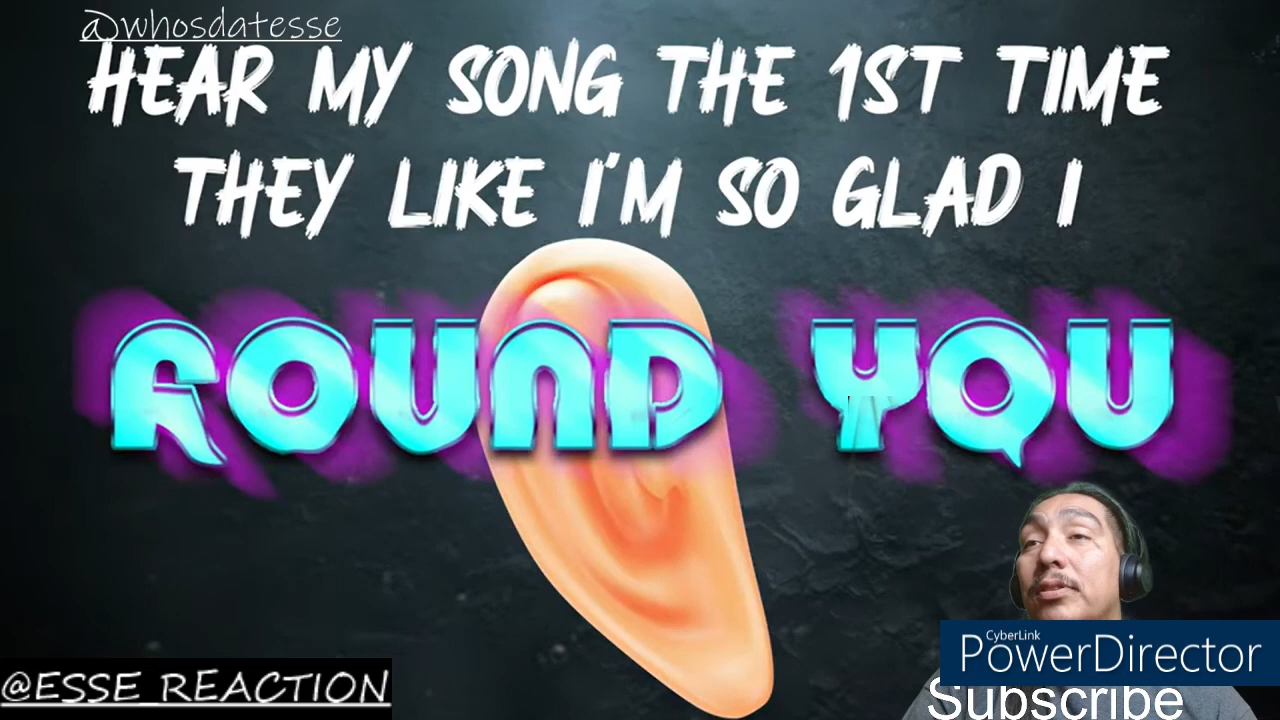 @whosdatesse
HEAR MY SONG THE 1ST TIME
THEY LIKE I'M SO GLAD I
FOUND YOU
CyberLink
PowerDirector
@ESSE REACTION
Subscribe